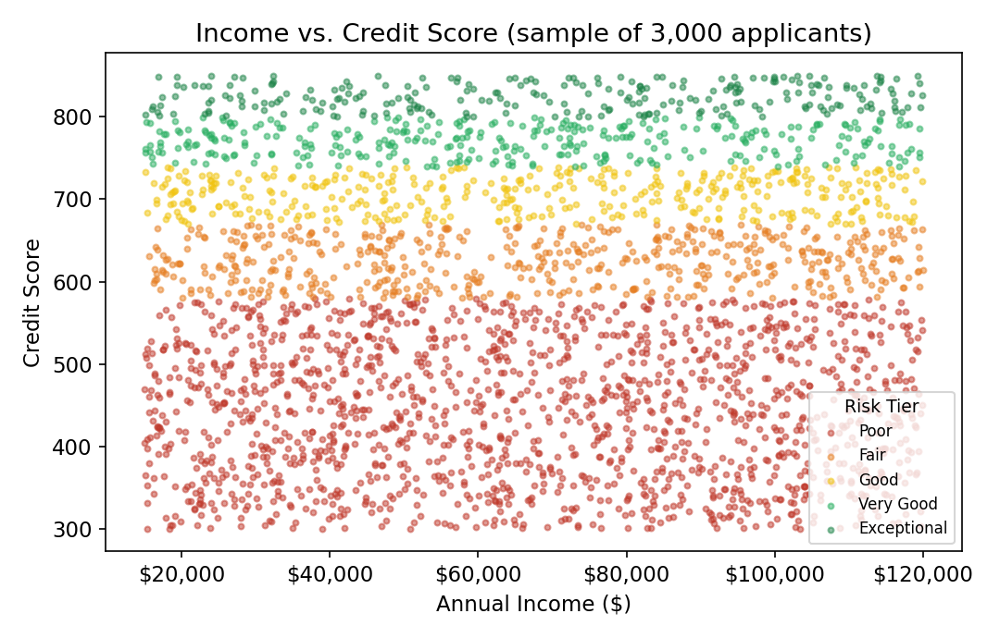 Income vs. Credit Score (sample of 3,000 applicants)
Credit Score
800
700
600
500
400
300
Risk Tier
Poor
Fair
Good
Very Good
Exceptional
$20,000 $40,000 $60,000 $80,000 $100,000 $120,000
Annual Income ($)